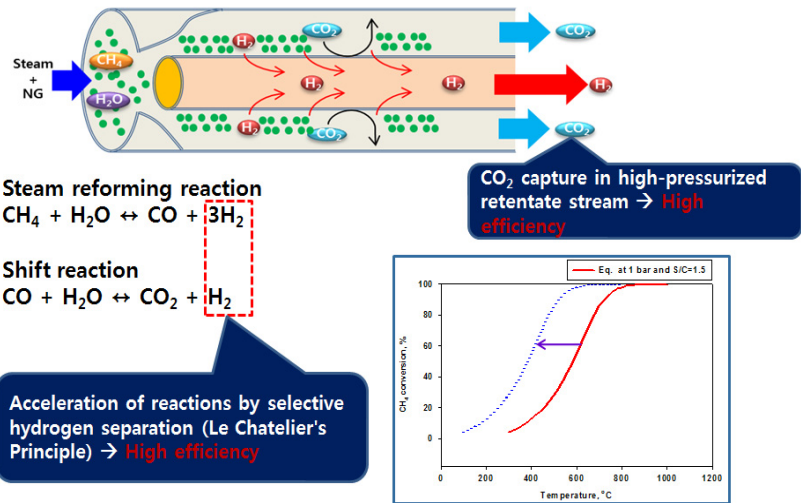 H₂ CO₂
Steam
+
NG
CH₄
H₂O
H₂ H₂ H₂
H₂ CO₂
CO₂
H₂
CO₂
Steam reforming reaction
CH₄ + H₂O ↔ CO + 3H₂
Shift reaction
CO + H₂O ↔ CO₂ + H₂
Acceleration of reactions by selective
hydrogen separation (Le Chatelier's
Principle) → High efficiency
CO₂ capture in high-pressurized
retentate stream → High
efficiency
Eq. at 1 bar and S/C=1.5
CH₄ conversion, %
100
80
60
40
20
0
0 200 400 600 800 1000 1200
Temperature, °C